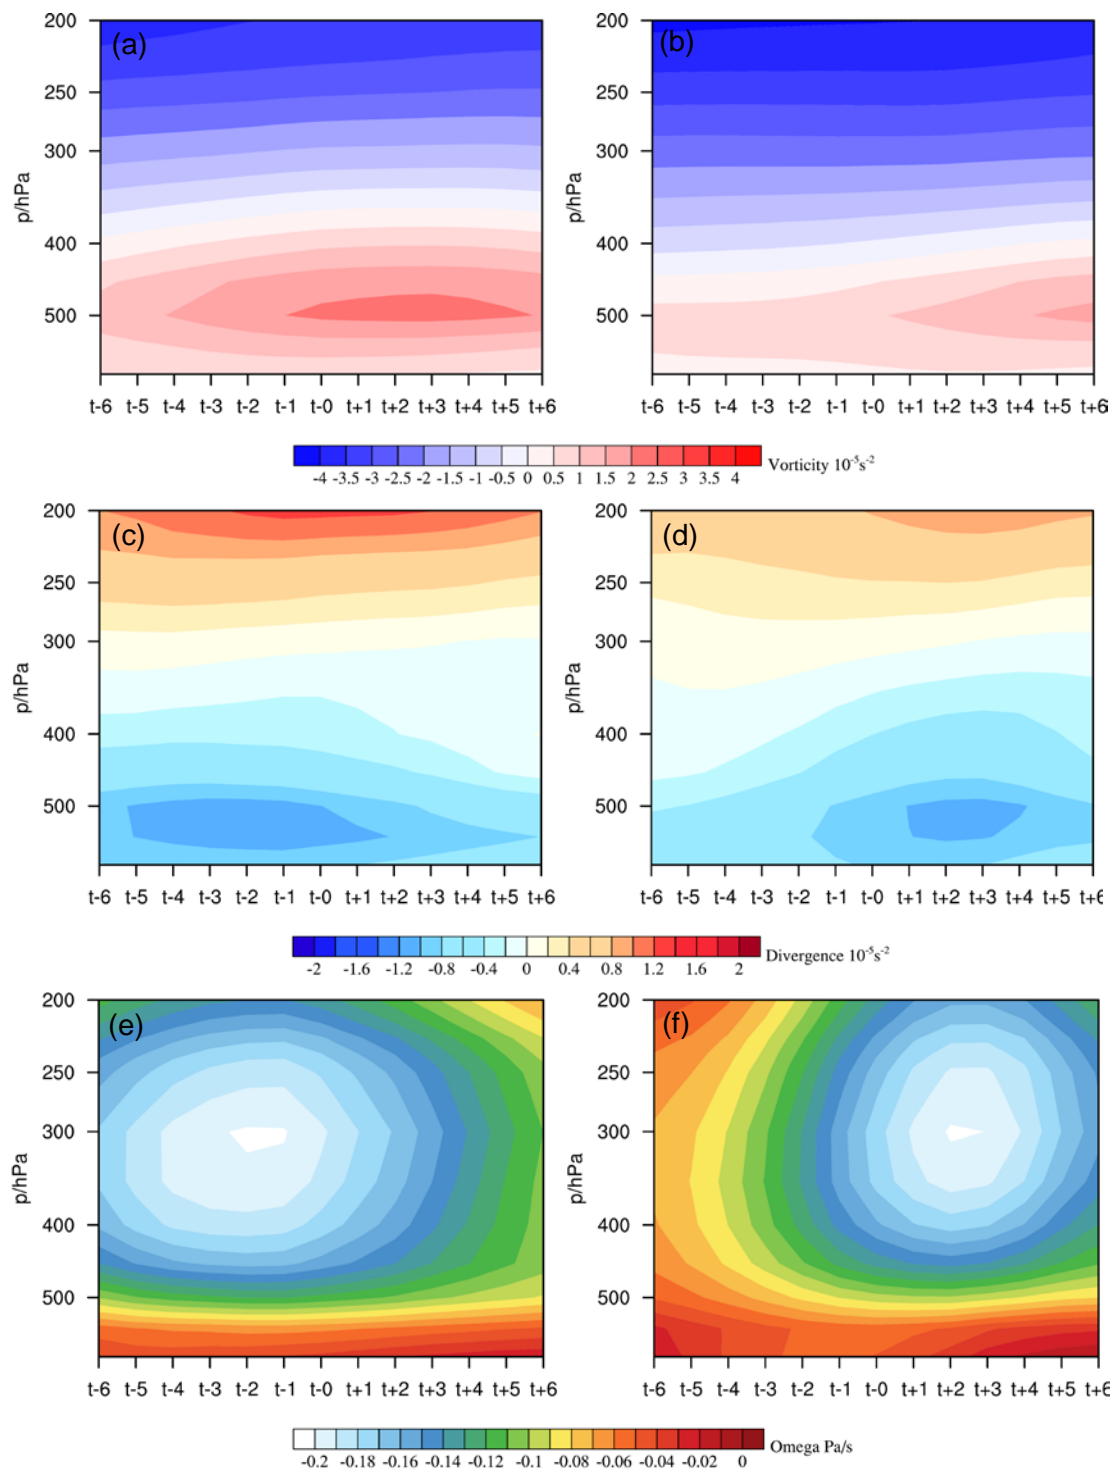 (a) (b)
200 200
250 250
300 300
400 400
500 500
p/hPa p/hPa
t-6 t-5 t-4 t-3 t-2 t-1 t-0 t+1 t+2 t+3 t+4 t+5 t+6 t-6 t-5 t-4 t-3 t-2 t-1 t-0 t+1 t+2 t+3 t+4 t+5 t+6
-4 -3.5 -3 -2.5 -2 -1.5 -1 -0.5 0 0.5 1 1.5 2 2.5 3 3.5 4 Vorticity 10⁻⁵s⁻²
(c) (d)
200 200
250 250
300 300
400 400
500 500
p/hPa p/hPa
t-6 t-5 t-4 t-3 t-2 t-1 t-0 t+1 t+2 t+3 t+4 t+5 t+6 t-6 t-5 t-4 t-3 t-2 t-1 t-0 t+1 t+2 t+3 t+4 t+6
-2 -1.6 -1.2 -0.8 -0.4 0 0.4 0.8 1.2 1.6 2 Divergence 10⁻⁵s⁻²
(e) (f)
200 200
250 250
300 300
400 400
500 500
p/hPa p/hPa
t-6 t-5 t-4 t-3 t-2 t-1 t-0 t+1 t+2 t+3 t+4 t+5 t+6 t-6 t-5 t-4 t-3 t-2 t-1 t-0 t+1 t+2 t+3 t+4 t+5 t+6
-0.2 -0.18 -0.16 -0.14 -0.12 -0.1 -0.08 -0.06 -0.04 -0.02 0 Omega Pa/s